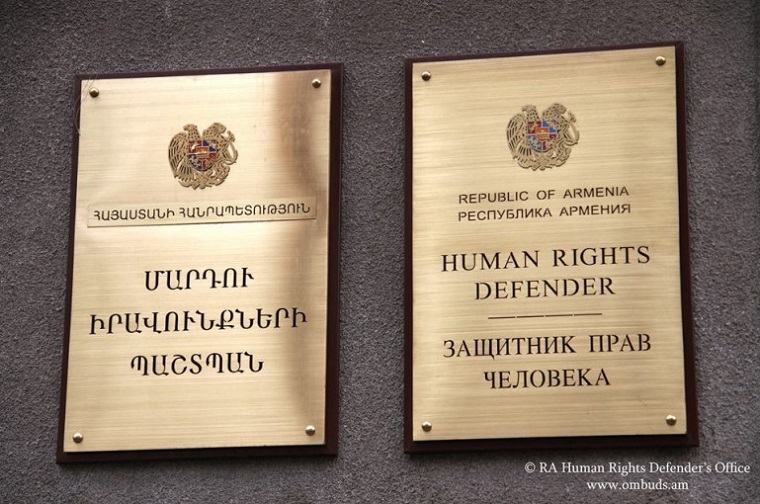 ՀԱՅԱՍՏԱՆԻ ՀԱՆՐԱՊԵՏՈՒԹՅՈՒՆ
ՄԱՐԴՈՒ
ԻՐԱՎՈՒՆՔՆԵՐԻ
ՊԱՇՏՊԱՆ
REPUBLIC OF ARMENIA
РЕСПУБЛИКА АРМЕНИЯ
HUMAN RIGHTS
DEFENDER
ЗАЩИТНИК ПРАВ
ЧЕЛОВЕКА
© RA Human Rights Defender's Office
www.ombuds.am